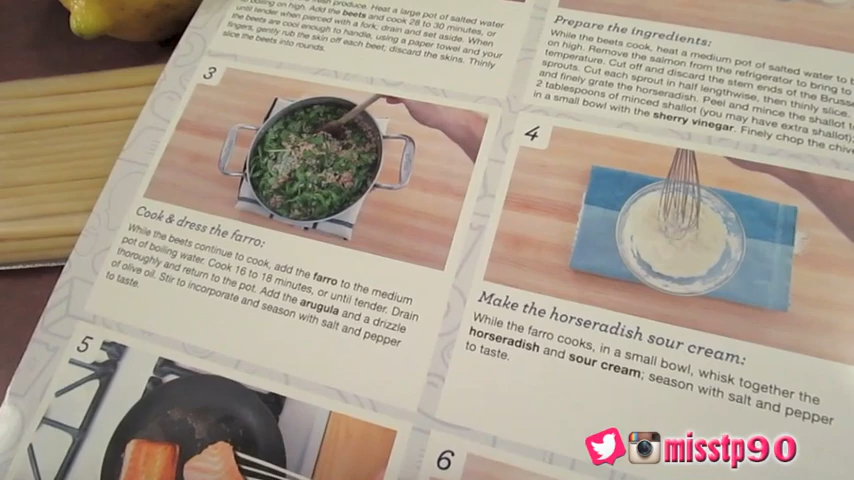 fresh produce. Heat a large pot of salted water
to boiling on high. Add the beets and cook 28 to 30 minutes, or
until tender when pierced with a fork; drain and set aside. When
the beets are cool enough to handle, using a paper towel and your
fingers, gently rub the skin off each beet; discard the skins. Thinly
slice the beets into rounds.
Prepare the ingredients:
While the beets cook, heat a medium pot of salted water to
on high. Remove the salmon from the refrigerator to bring to
temperature. Cut off and discard the stem ends of the
sprouts. Cut each sprout in half lengthwise, then thinly slice.
and finely grate the horseradish. Peel and mince the shallot
2 tablespoons of minced shallot (you may have extra shallot);
in a small bowl with the sherry vinegar. Finely chop the
3
Cook & dress the farro:
While the beets continue to cook, add the farro to the medium
pot of boiling water. Cook 16 to 18 minutes, or until tender. Drain
thoroughly and return to the pot. Add the arugula and a drizzle
of olive oil. Stir to incorporate and season with salt and pepper
to taste.
4
Make the horseradish sour cream:
While the farro cooks, in a small bowl, whisk together the
horseradish and sour cream; season with salt and pepper
to taste.
5
6
misstp90